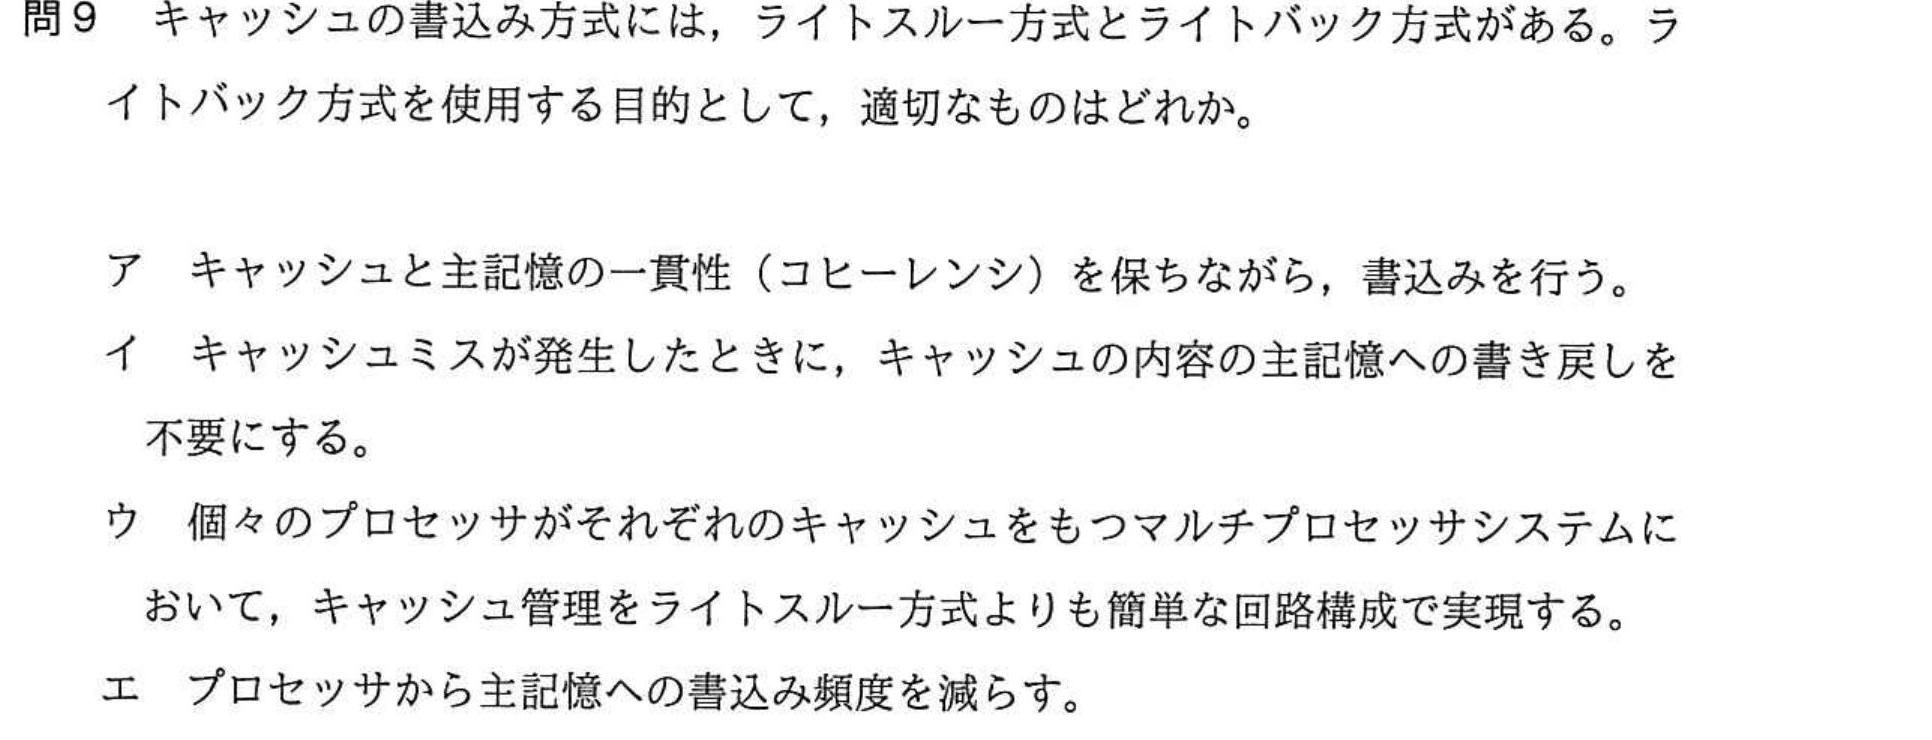 問9　キャッシュの書込み方式には，ライトスルー方式とライトバック方式がある。ラ
イトバック方式を使用する目的として，適切なものはどれか。
ア　キャッシュと主記憶の一貫性（コヒーレンシ）を保ちながら，書込みを行う。
イ　キャッシュミスが発生したときに，キャッシュの内容の主記憶への書き戻しを
不要にする。
ウ　個々のプロセッサがそれぞれのキャッシュをもつマルチプロセッサシステムに
おいて，キャッシュ管理をライトスルー方式よりも簡単な回路構成で実現する。
エ　プロセッサから主記憶への書込み頻度を減らす。